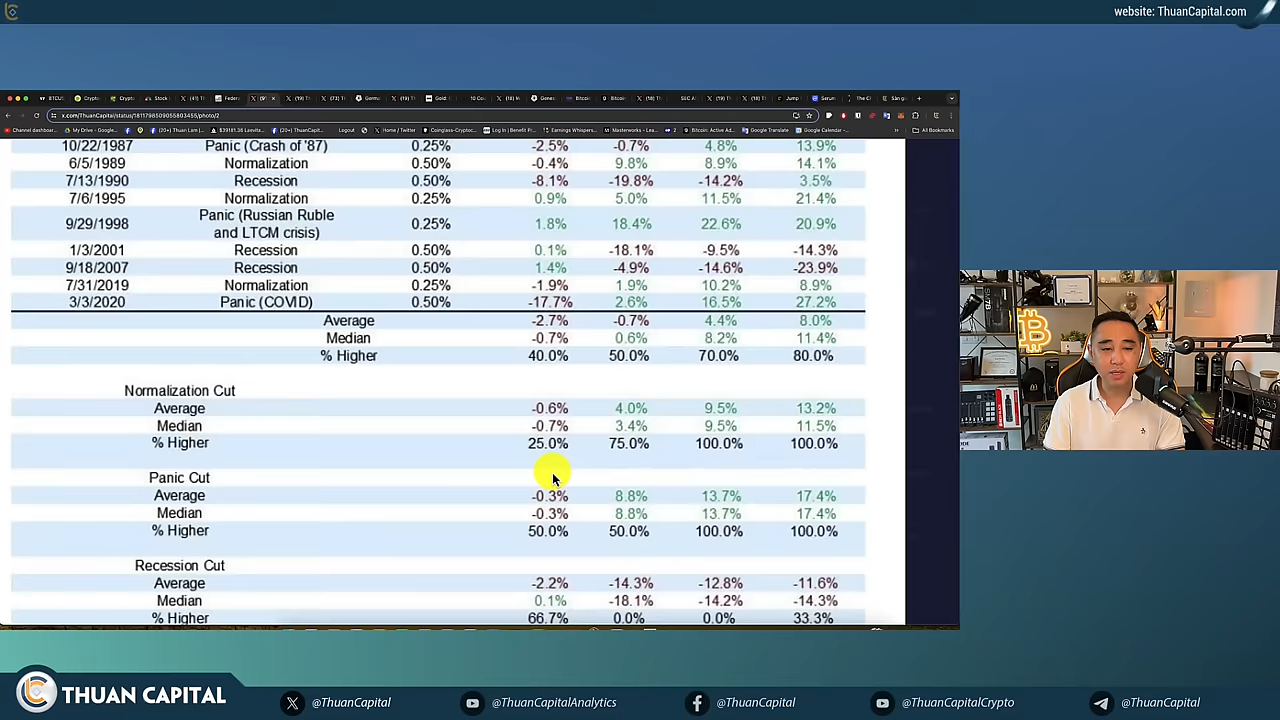 website: ThuanCapital.com
x.com/ThuanCapital/status/1811798509055803455/photo/2
All Bookmarks
10/22/1987 Panic (Crash of '87) 0.25% -2.5% -0.7% 4.8% 13.9%
6/5/1989 Normalization 0.50% -0.4% 9.8% 8.9% 14.1%
7/13/1990 Recession 0.50% -8.1% -19.8% -14.2% 3.5%
7/6/1995 Normalization 0.25% 0.9% 5.0% 11.5% 21.4%
9/29/1998 Panic (Russian Ruble and LTCM crisis) 0.25% 1.8% 18.4% 22.6% 20.9%
1/3/2001 Recession 0.50% 0.1% -18.1% -9.5% -14.3%
9/18/2007 Recession 0.50% 1.4% -4.9% -14.6% -23.9%
7/31/2019 Normalization 0.25% -1.9% 1.9% 10.2% 8.9%
3/3/2020 Panic (COVID) 0.50% -17.7% 2.6% 16.5% 27.2%
Average -2.7% -0.7% 4.4% 8.0%
Median -0.7% 0.6% 8.2% 11.4%
% Higher 40.0% 50.0% 70.0% 80.0%
Normalization Cut
Average -0.6% 4.0% 9.5% 13.2%
Median -0.7% 3.4% 9.5% 11.5%
% Higher 25.0% 75.0% 100.0% 100.0%
Panic Cut
Average -0.3% 8.8% 13.7% 17.4%
Median -0.3% 8.8% 13.7% 17.4%
% Higher 50.0% 50.0% 100.0% 100.0%
Recession Cut
Average -2.2% -14.3% -12.8% -11.6%
Median 0.1% -18.1% -14.2% -14.3%
% Higher 66.7% 0.0% 0.0% 33.3%
THUAN CAPITAL
@ThuanCapital
@ThuanCapitalAnalytics
@ThuanCapital
@ThuanCapitalCrypto
@ThuanCapital